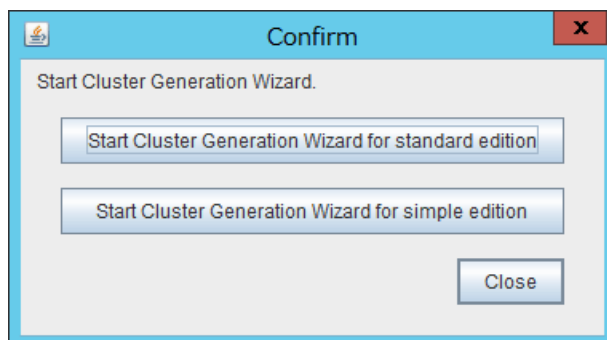 Confirm
x
Start Cluster Generation Wizard.
Start Cluster Generation Wizard for standard edition
Start Cluster Generation Wizard for simple edition
Close